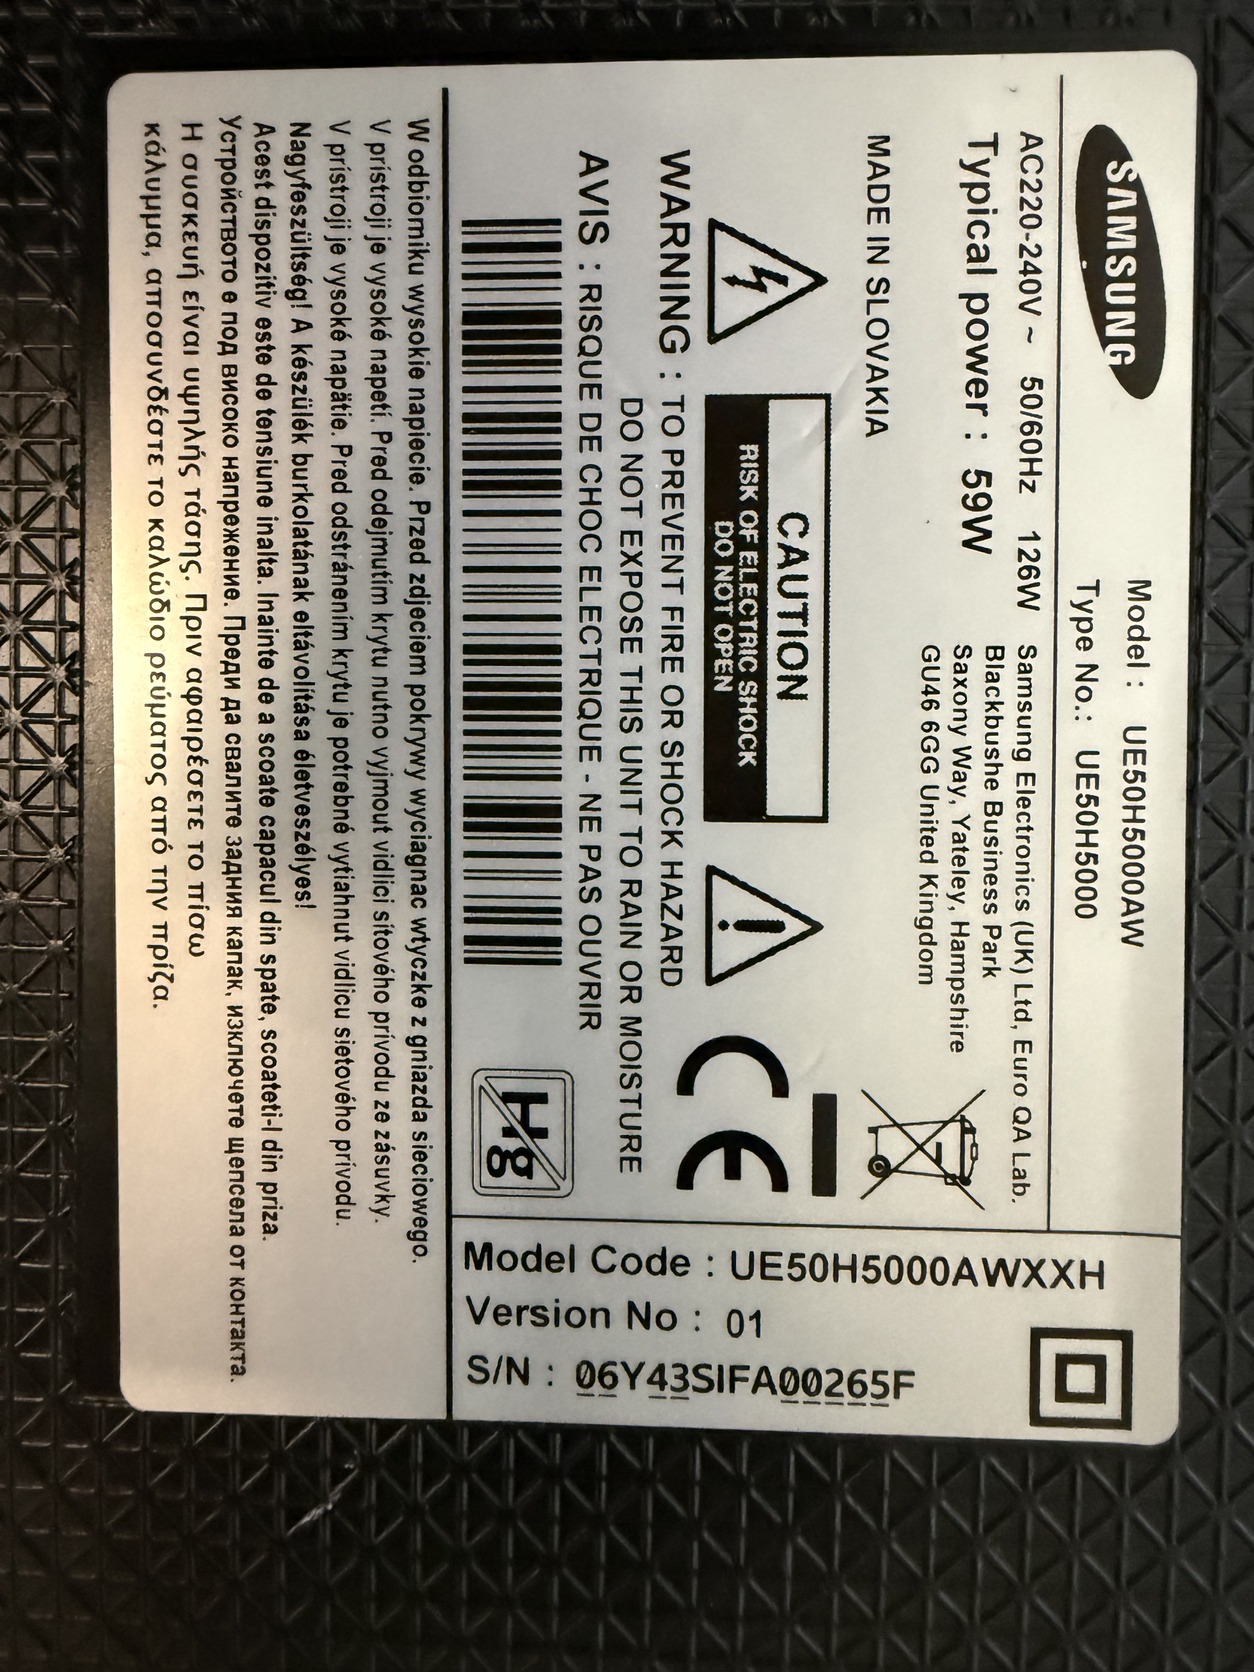 SAMSUNG
Model : UE50H5000AW
Type No.: UE50H5000
AC220-240V ~ 50/60Hz 126W
Typical power : 59W
Samsung Electronics (UK) Ltd, Euro QA Lab.
Blackbushe Business Park
Saxony Way, Yateley, Hampshire
GU46 6GG United Kingdom
MADE IN SLOVAKIA
CAUTION
RISK OF ELECTRIC SHOCK
DO NOT OPEN
CE
WARNING : TO PREVENT FIRE OR SHOCK HAZARD
DO NOT EXPOSE THIS UNIT TO RAIN OR MOISTURE
AVIS : RISQUE DE CHOC ELECTRIQUE - NE PAS OUVRIR
Hg
W odbiorniku wysokie napiecie. Przed zdjeciem pokrywy wyciagnac wtyczke z gniazda sieciowego.
V prístroji je vysoké napetí. Pred odejmutím krytu nutno vyjmout vidlici sítového prívodu ze zásuvky.
V prístroji je vysoké napätie. Pred odstránením krytu je potrebné vytiahnut vidlicu sietového prívodu.
Nagyfeszültség! A készülék burkolatának eltávolítása életveszélyes!
Acest dispozitiv este de tensiune inalta. Inainte de a scoate capacul din spate, scoateti-l din priza.
Устройството е под високо напрежение. Преди да свалите задния капак, изключете щепсела от контакта.
Η συσκευή είναι υψηλής τάσης. Πριν αφαιρέσετε το πίσω
κάλυμμα, αποσυνδέστε το καλώδιο ρεύματος από την πρίζα.
Model Code : UE50H5000AWXXH
Version No : 01
S/N : 06Y43SIFA00265F